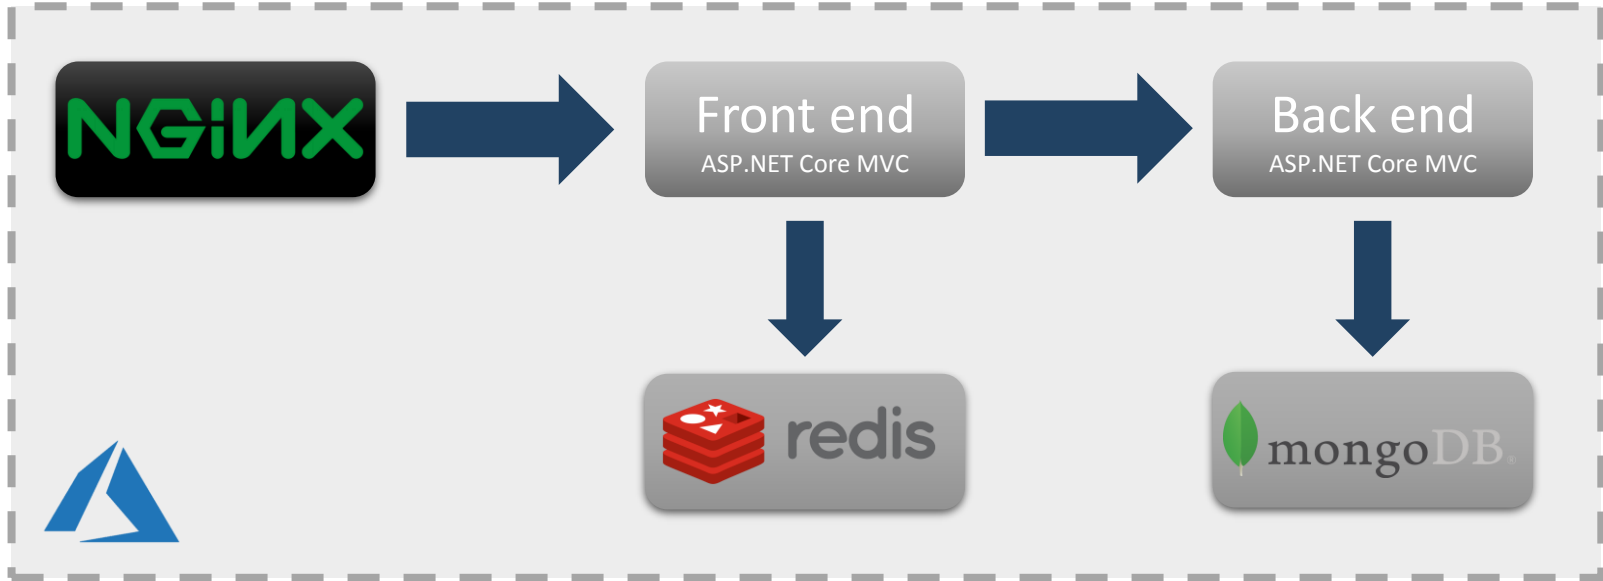 NGiNX
Front end
ASP.NET Core MVC
Back end
ASP.NET Core MVC
redis
mongoDB®